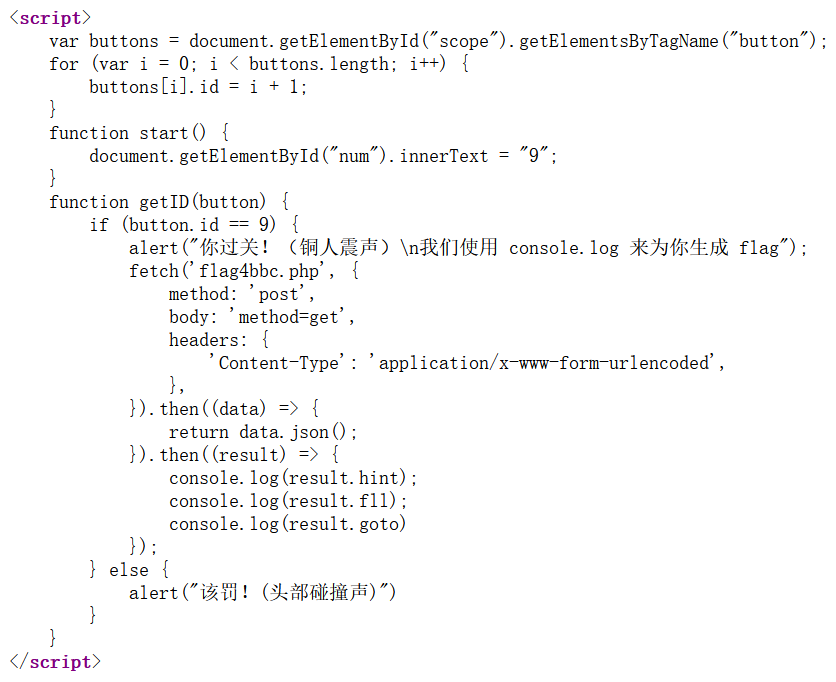 <script>
    var buttons = document.getElementById("scope").getElementsByTagName("button");
    for (var i = 0; i < buttons.length; i++) {
        buttons[i].id = i + 1;
    }
    function start() {
        document.getElementById("num").innerText = "9";
    }
    function getID(button) {
        if (button.id == 9) {
            alert("你过关！（铜人震声）\n我们使用 console.log 来为你生成 flag");
            fetch('flag4bbc.php', {
                method: 'post',
                body: 'method=get',
                headers: {
                    'Content-Type': 'application/x-www-form-urlencoded',
                },
            }).then((data) => {
                return data.json();
            }).then((result) => {
                console.log(result.hint);
                console.log(result.fll);
                console.log(result.goto)
            });
        } else {
            alert("该罚！(头部碰撞声)")
        }
    }
</script>